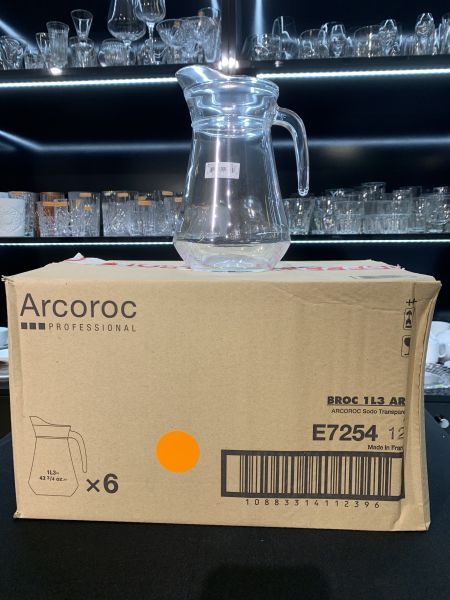 Arcoroc
PROFESSIONAL
BROC 1L3 AR
ARCOROC Sodo Transpare
E7254 12
Made in Fran
1L3
43 3/4 oz.
×6
10883314112396